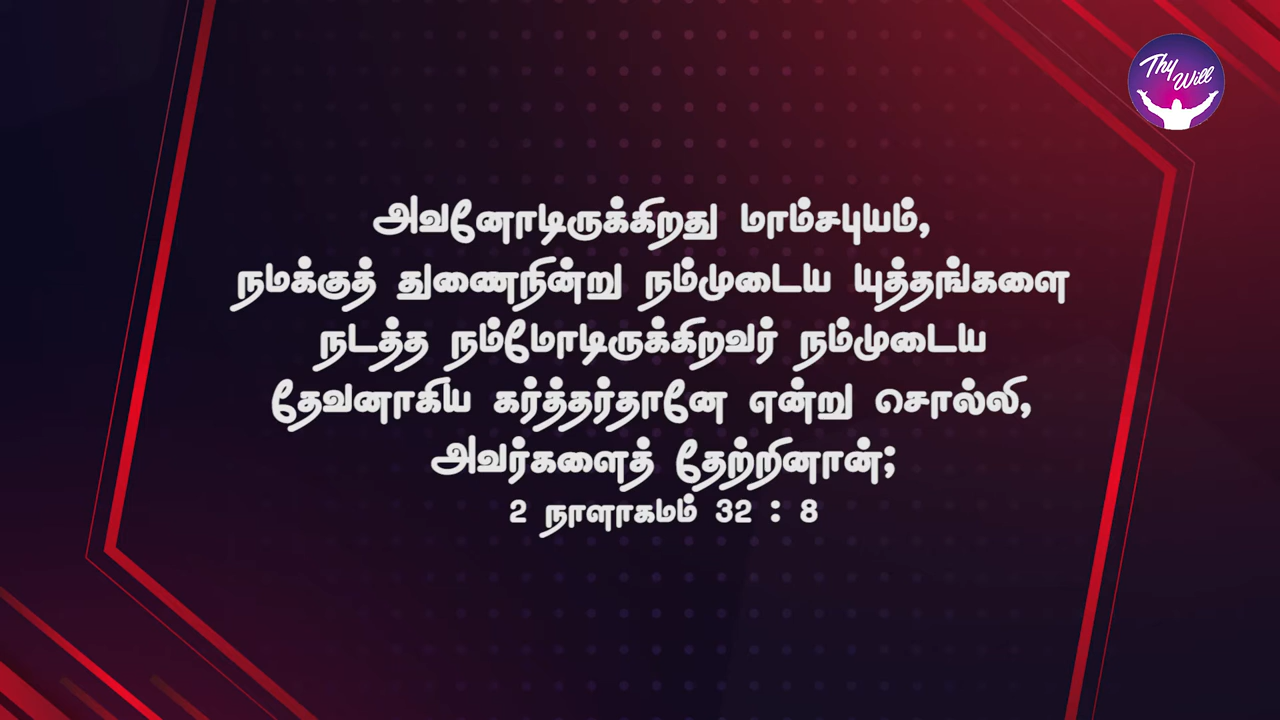 Thy
Will
அவனோடிருக்கிறது மாம்சபுயம்,
நமக்குத் துணைநின்று நம்முடைய யுத்தங்களை
நடத்த நம்மோடிருக்கிறவர் நம்முடைய
தேவனாகிய கர்த்தர்தானே என்று சொல்லி,
அவர்களைத் தேற்றினான்;
2 நாளாகமம் 32 : 8